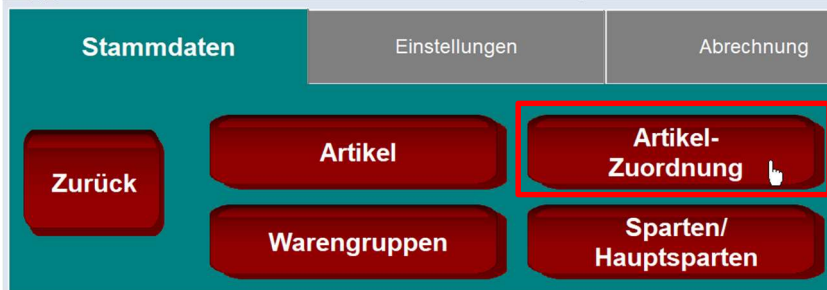 Stammdaten
Einstellungen
Abrechnung
Zurück
Artikel
Artikel-
Zuordnung
Warengruppen
Sparten/
Hauptsparten